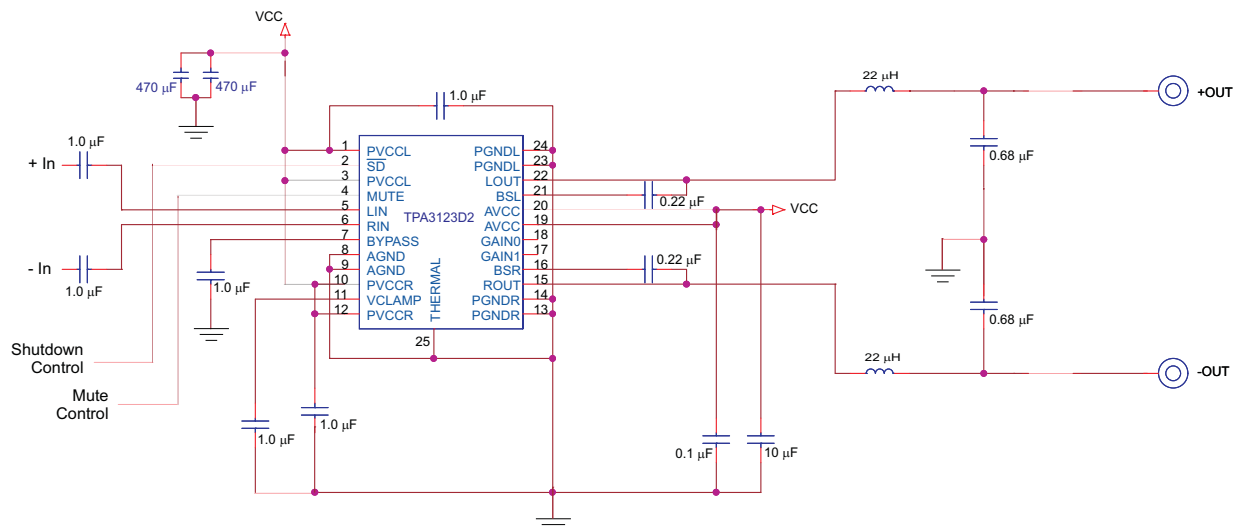 VCC
470 μF
470 μF
1.0 μF
1.0 μF
+ In
- In
1.0 μF
1.0 μF
Shutdown
Control
Mute
Control
1.0 μF
1.0 μF
1 PVCCL
2 SD
3 PVCCL
4 MUTE
5 LIN
6 RIN
7 BYPASS
8 AGND
9 AGND
10 PVCCR
11 VCLAMP
12 PVCCR
TPA3123D2
THERMAL
25
PGNDL 24
PGNDL 23
LOUT 22
BSL 21
AVCC 20
AVCC 19
GAIN0 18
GAIN1 17
BSR 16
ROUT 15
PGNDR 14
PGNDR 13
0.22 μF
VCC
0.22 μF
0.1 μF
10 μF
22 μH
+OUT
0.68 μF
0.68 μF
22 μH
-OUT